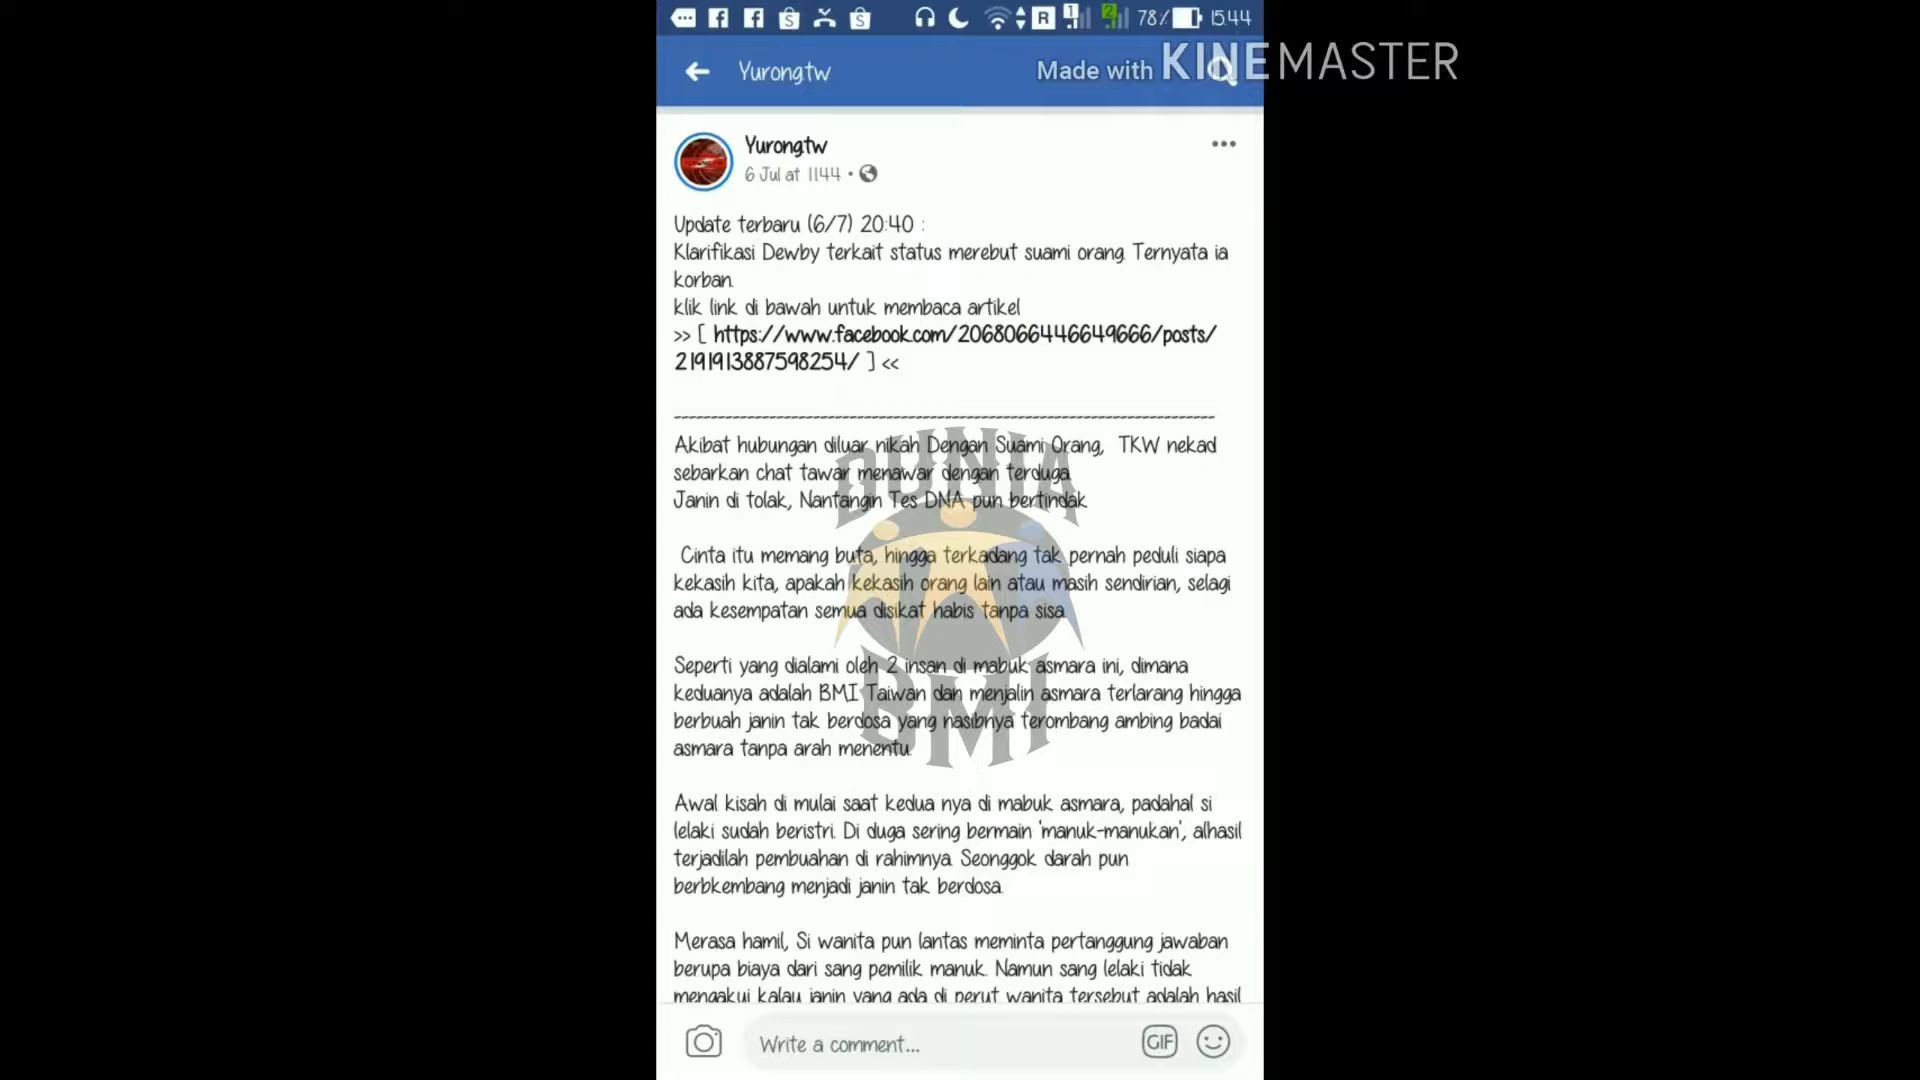 78% 15:44
Yurong.tw
Made with KINEMASTER
Yurong.tw
6 Jul at 11:44 •
Update terbaru (6/7) 20:40 :
Klarifikasi Dewby terkait status merebut suami orang. Ternyata ia
korban.
klik link di bawah untuk membaca artikel
>> [ https://www.facebook.com/2068066446649666/posts/
2191913887598254/ ] <<
Akibat hubungan diluar nikah Dengan Suami Orang, TKW nekad
sebarkan chat tawar menawar dengan terduga.
Janin di tolak, Nantangin Tes DNA pun bertindak
Cinta itu memang buta, hingga terkadang tak pernah peduli siapa
kekasih kita, apakah kekasih orang lain atau masih sendirian, selagi
ada kesempatan semua disikat habis tanpa sisa.
Seperti yang dialami oleh 2 insan di mabuk asmara ini, dimana
keduanya adalah BMI Taiwan dan menjalin asmara terlarang hingga
berbuah janin tak berdosa yang nasibnya terombang ambing badai
asmara tanpa arah menentu.
Awal kisah di mulai saat kedua nya di mabuk asmara, padahal si
lelaki sudah beristri. Di duga sering bermain 'manuk-manukan', alhasil
terjadilah pembuahan di rahimnya. Seonggok darah pun
berbkembang menjadi janin tak berdosa.
Merasa hamil, Si wanita pun lantas meminta pertanggung jawaban
berupa biaya dari sang pemilik manuk. Namun sang lelaki tidak
mengakui kalau janin yang ada di perut wanita tersebut adalah hasil
DUNIA
BMI
Write a comment...
GIF